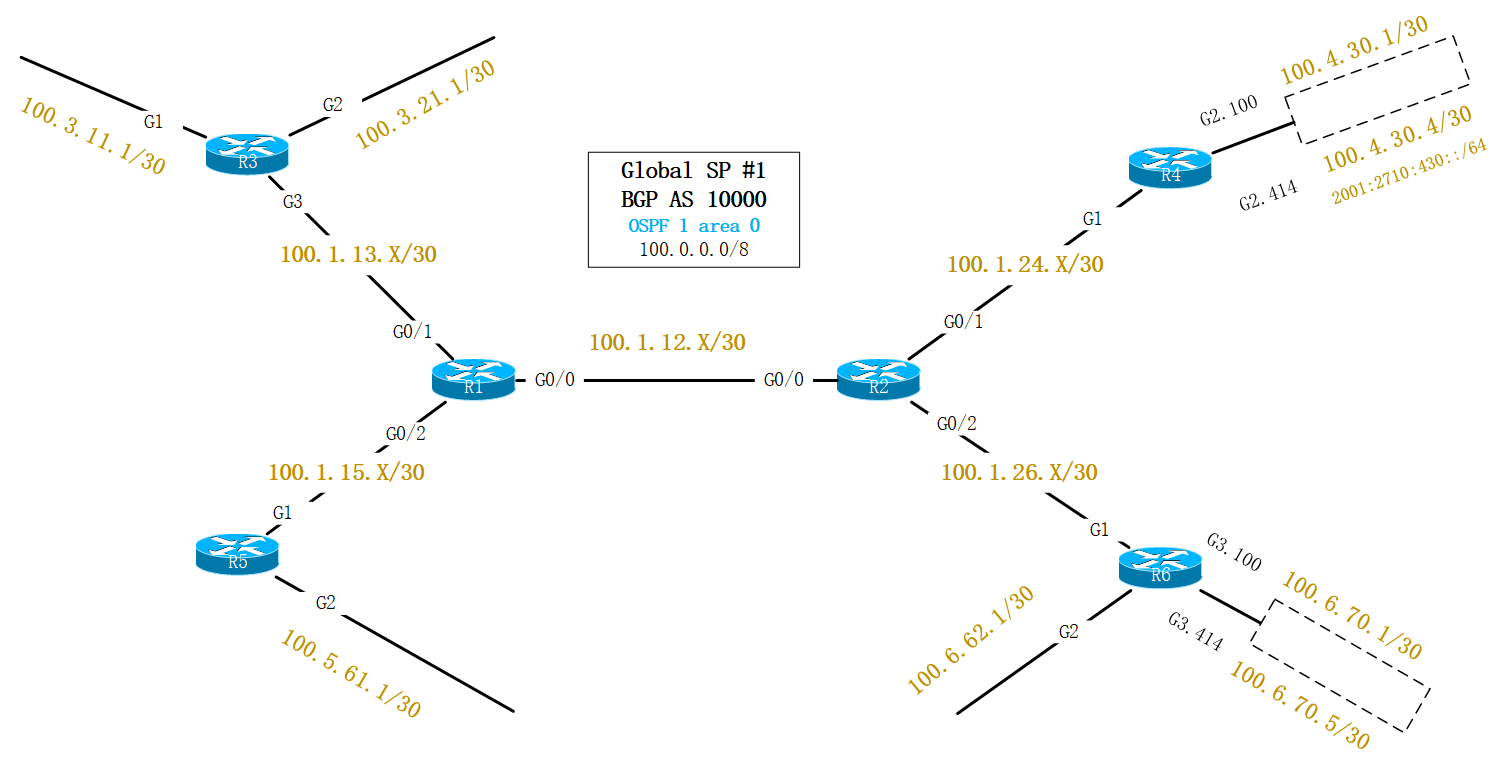 100.3.11.1/30
G1
G2
100.3.21.1/30
R3
G3
100.1.13.X/30
G0/1
Global SP #1
BGP AS 10000
OSPF 1 area 0
100.0.0.0/8
100.4.30.1/30
G2.100
100.4.30.4/30
2001:2710:430::/64
G2.414
R4
G1
100.1.24.X/30
G0/1
100.1.12.X/30
R1
G0/0
G0/0
R2
G0/2
100.1.15.X/30
G1
R5
G2
100.5.61.1/30
G0/2
100.1.26.X/30
G1
R6
G3.100
100.6.70.1/30
G3.414
100.6.70.5/30
G2
100.6.62.1/30